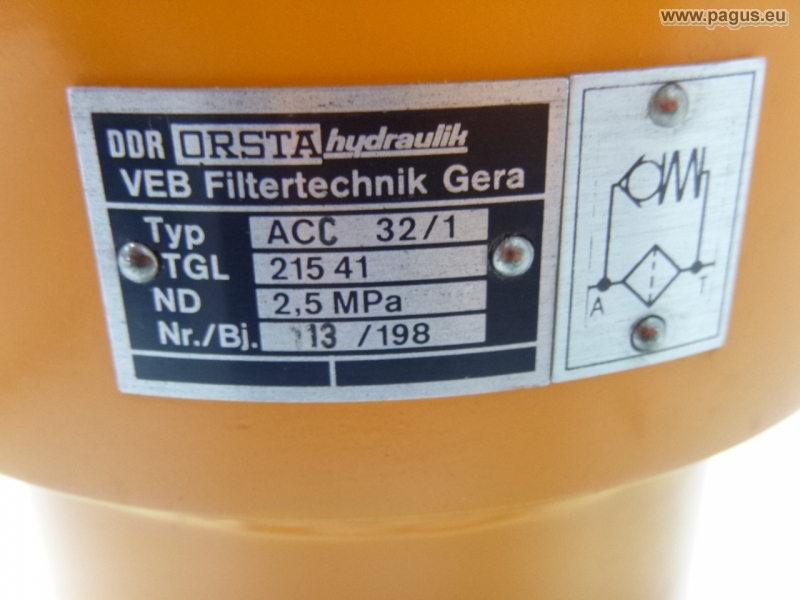 www.pagus.eu
DDR ORSTA hydraulik
VEB Filtertechnik Gera
Typ ACC 32/1
TGL 215 41
ND 2,5 MPa
Nr./Bj. 113 /198
A T